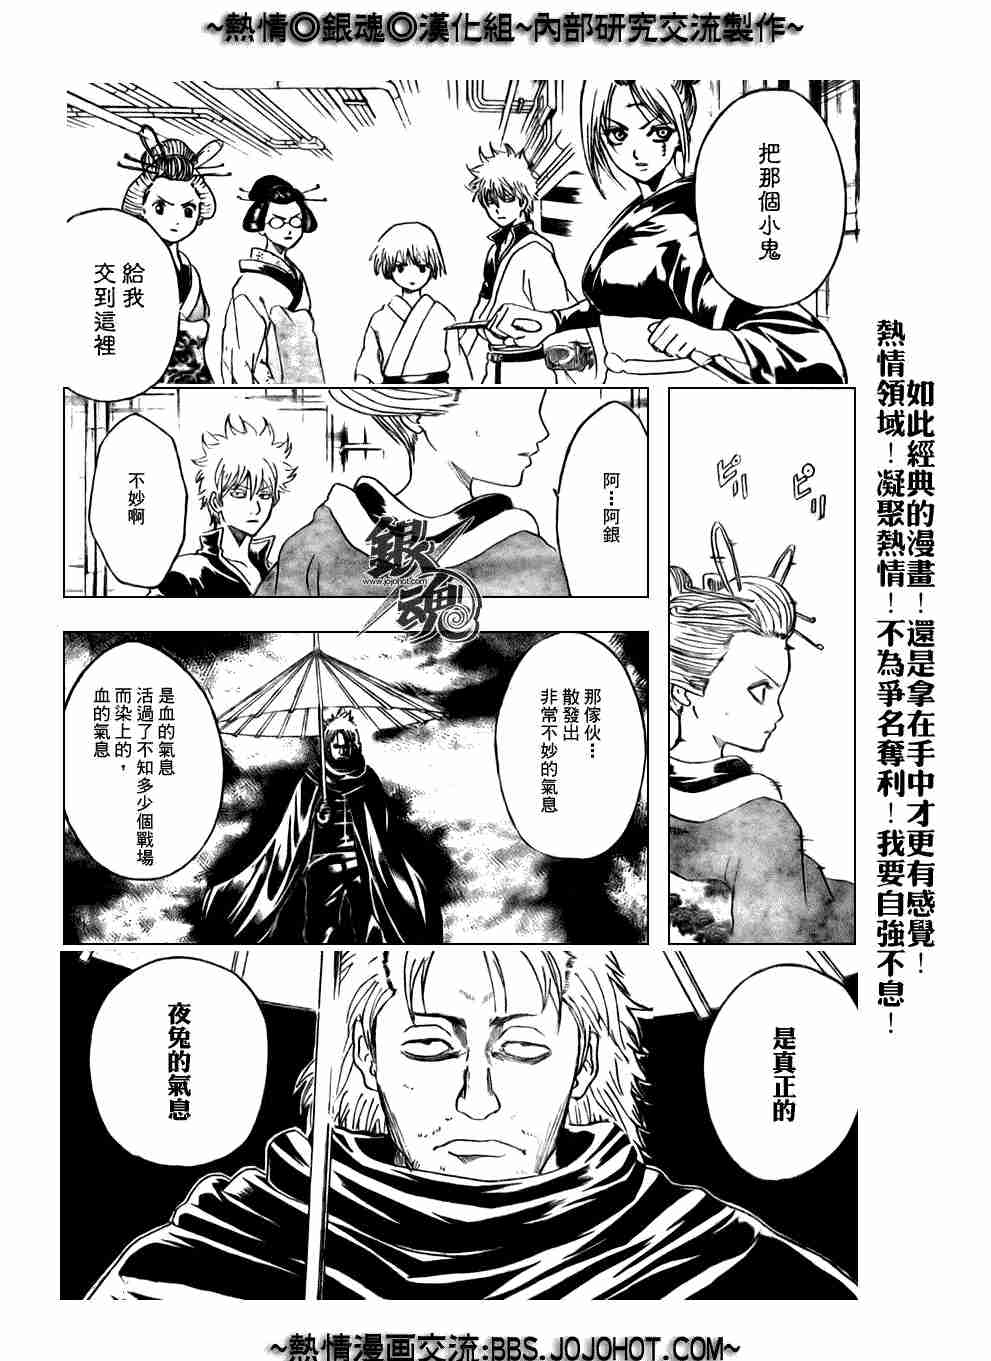 ~熱情◎銀魂◎漢化組~內部研究交流製作~
把那個小鬼
給我
交到這裡
ピピッ
阿…阿銀
不妙啊
銀魂
www.jojohot.com
那傢伙…
散發出
非常不妙的氣息
是血的氣息
活過了不知多少個戰場
而染上的，
血的氣息
是真正的
夜兔的氣息
如此經典的漫畫！還是拿在手中才更有感覺！
熱情領域！凝聚熱情！不為爭名奪利！我要自強不息！
~熱情漫画交流:BBS.JOJOHOT.COM~